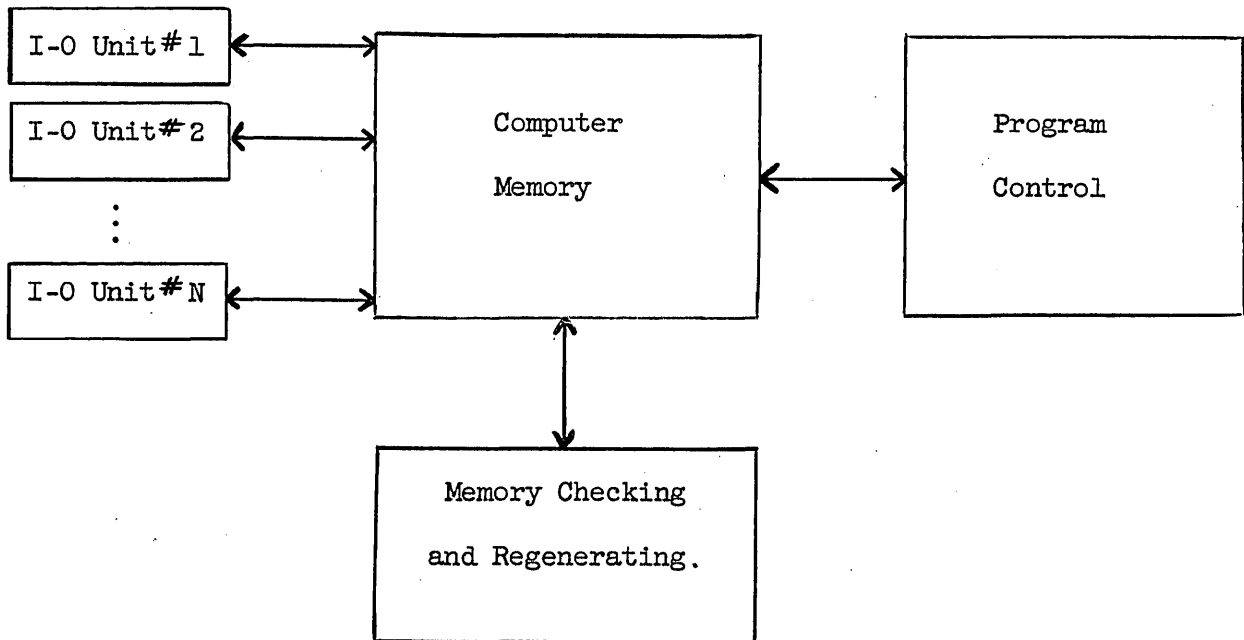 I-O Unit #1
I-O Unit #2
I-O Unit #N
Computer
Memory
Program
Control
Memory Checking
and Regenerating.